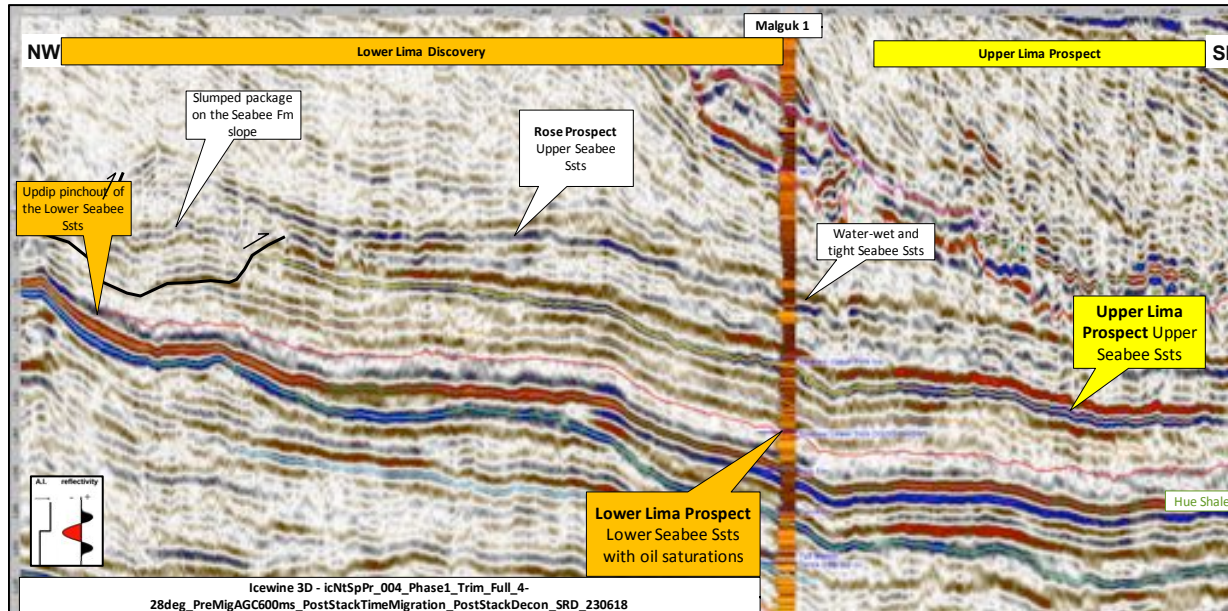 Malguk 1
NW
Lower Lima Discovery
Upper Lima Prospect
Slumped package
on the Seabee Fm
slope
Rose Prospect
Upper Seabee
Ssts
Updip pinchout of
the Lower Seabee
Ssts
Water-wet and
tight Seabee Ssts
Upper Lima
Prospect Upper
Seabee Ssts
A.I. reflectivity
- +
Lower Lima Prospect
Lower Seabee Ssts
with oil saturations
Hue Shale
Icewine 3D - icNtSpPr_004_Phase1_Trim_Full_4-
28deg_PreMigAGC600ms_PostStackTimeMigration_PostStackDecon_SRD_230618